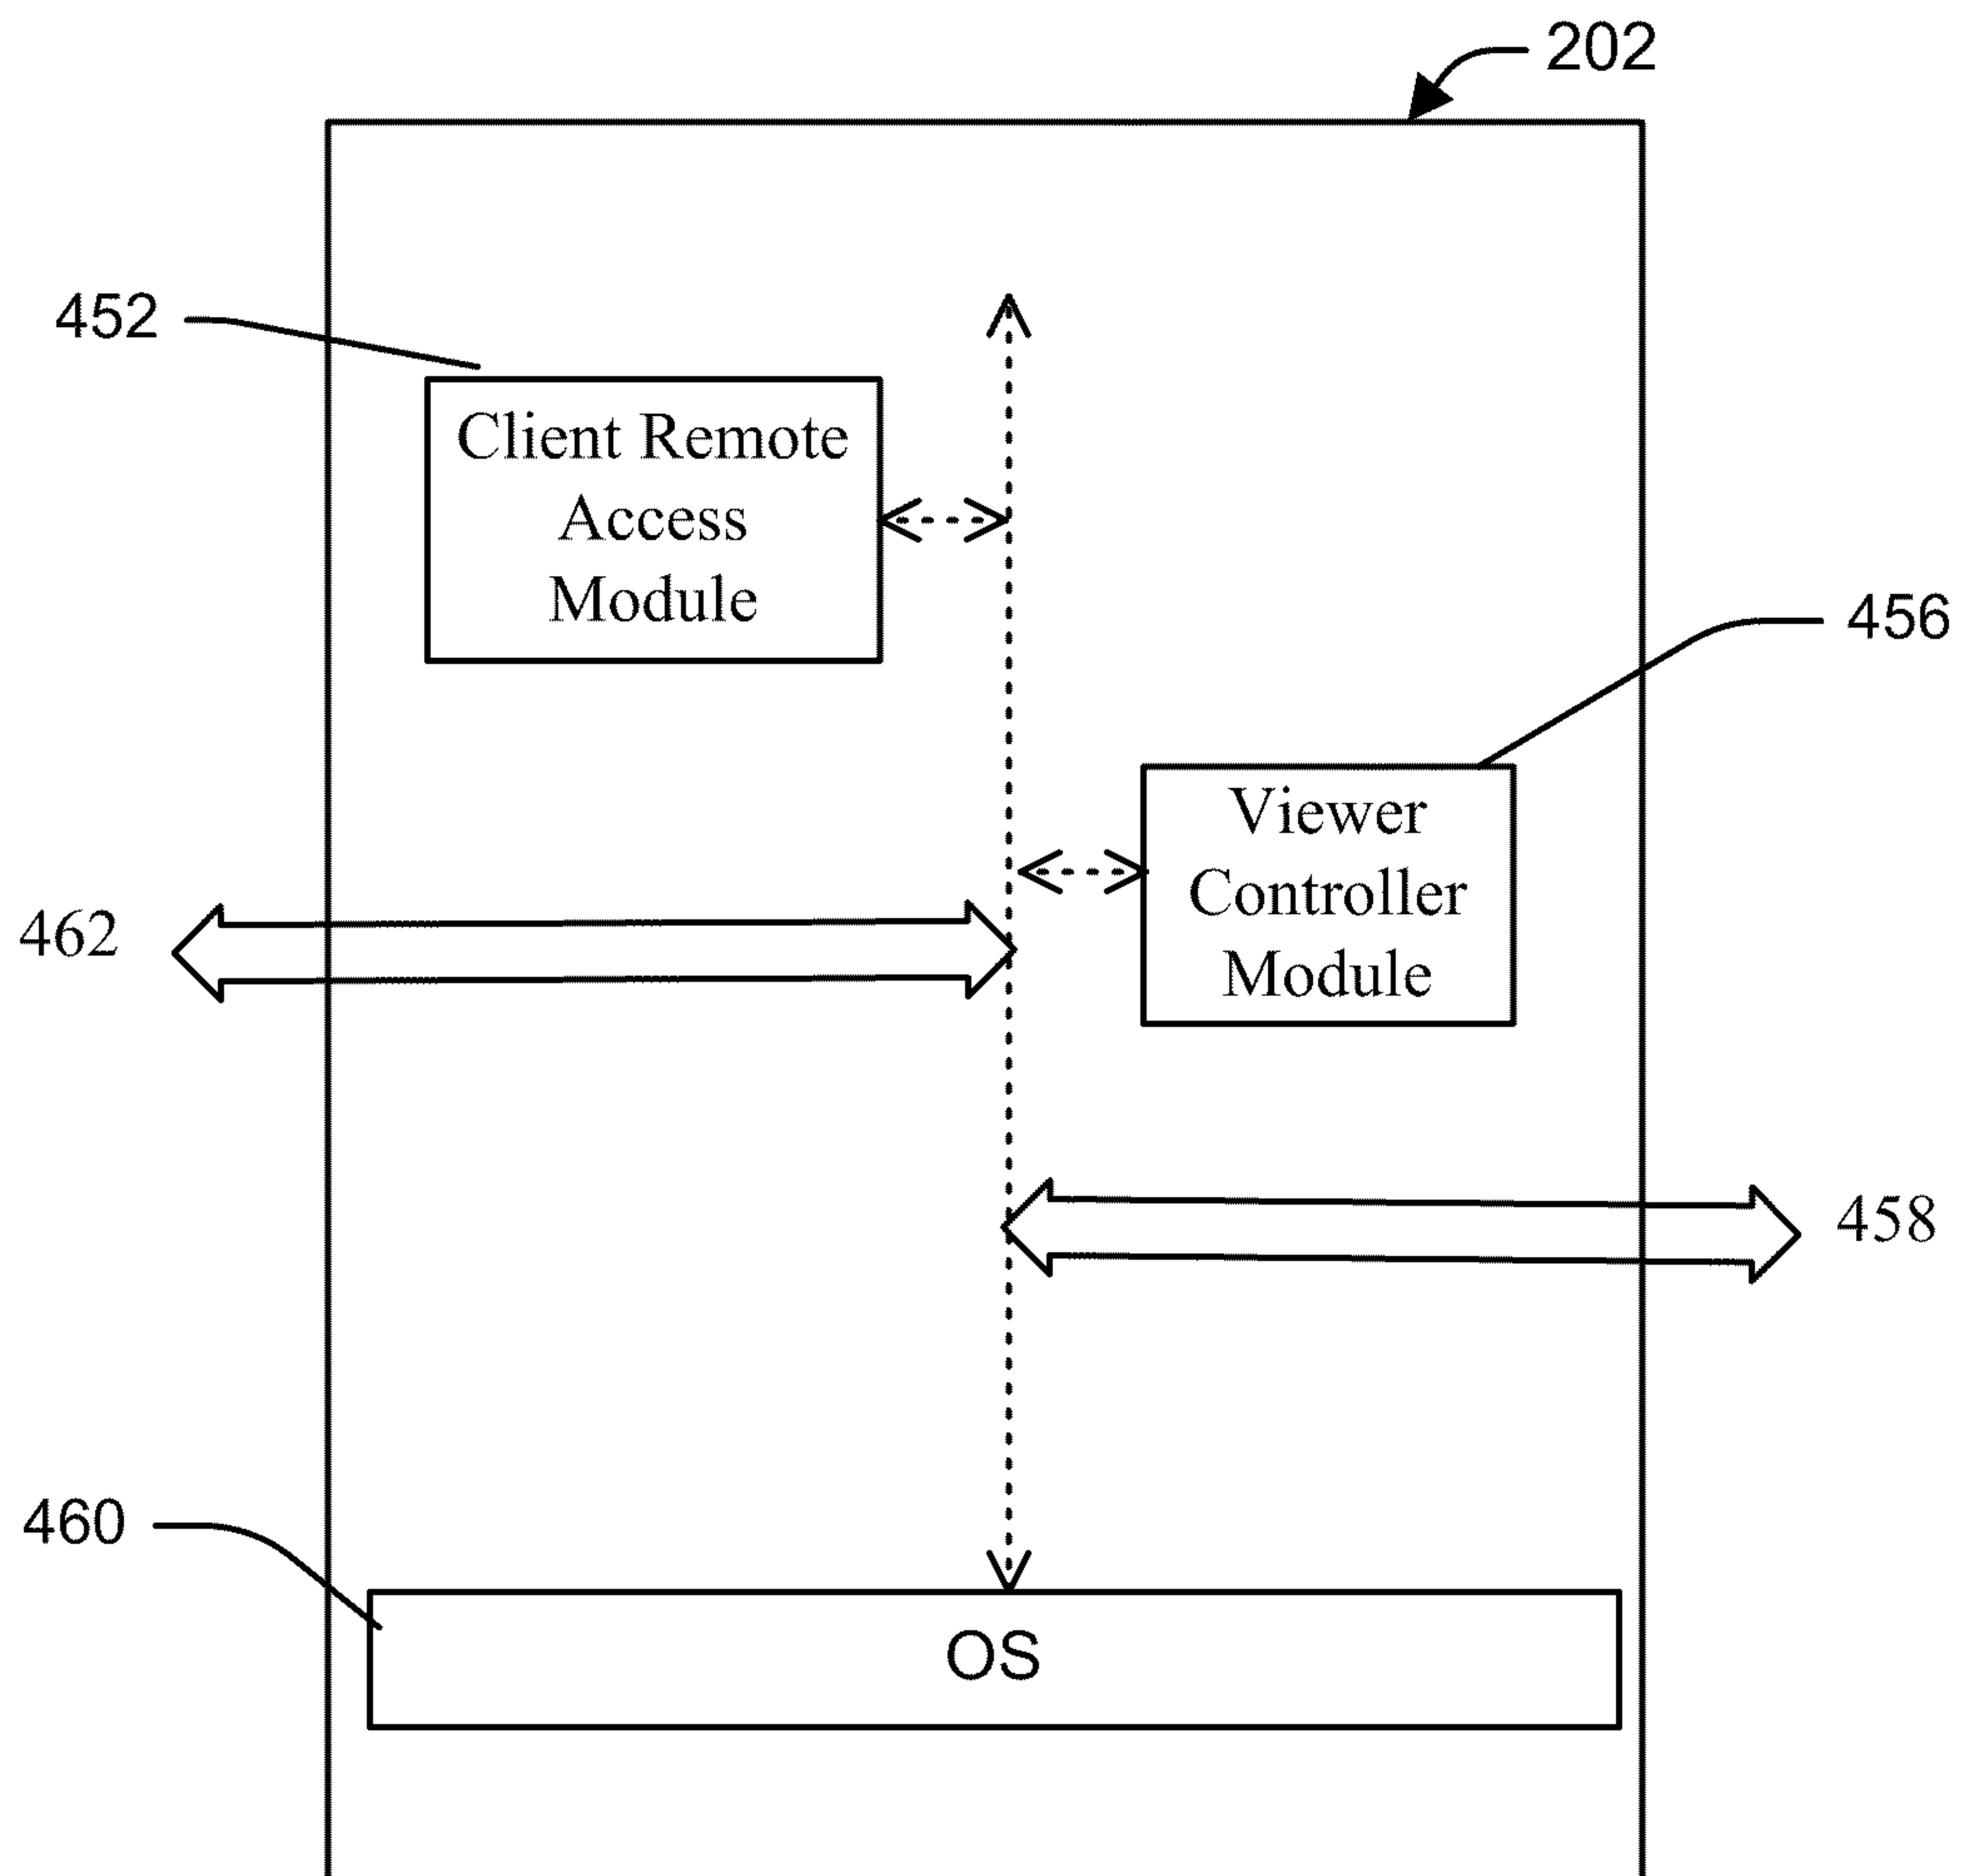 202
452
Client Remote
Access
Module
456
Viewer
Controller
Module
462
458
460
OS